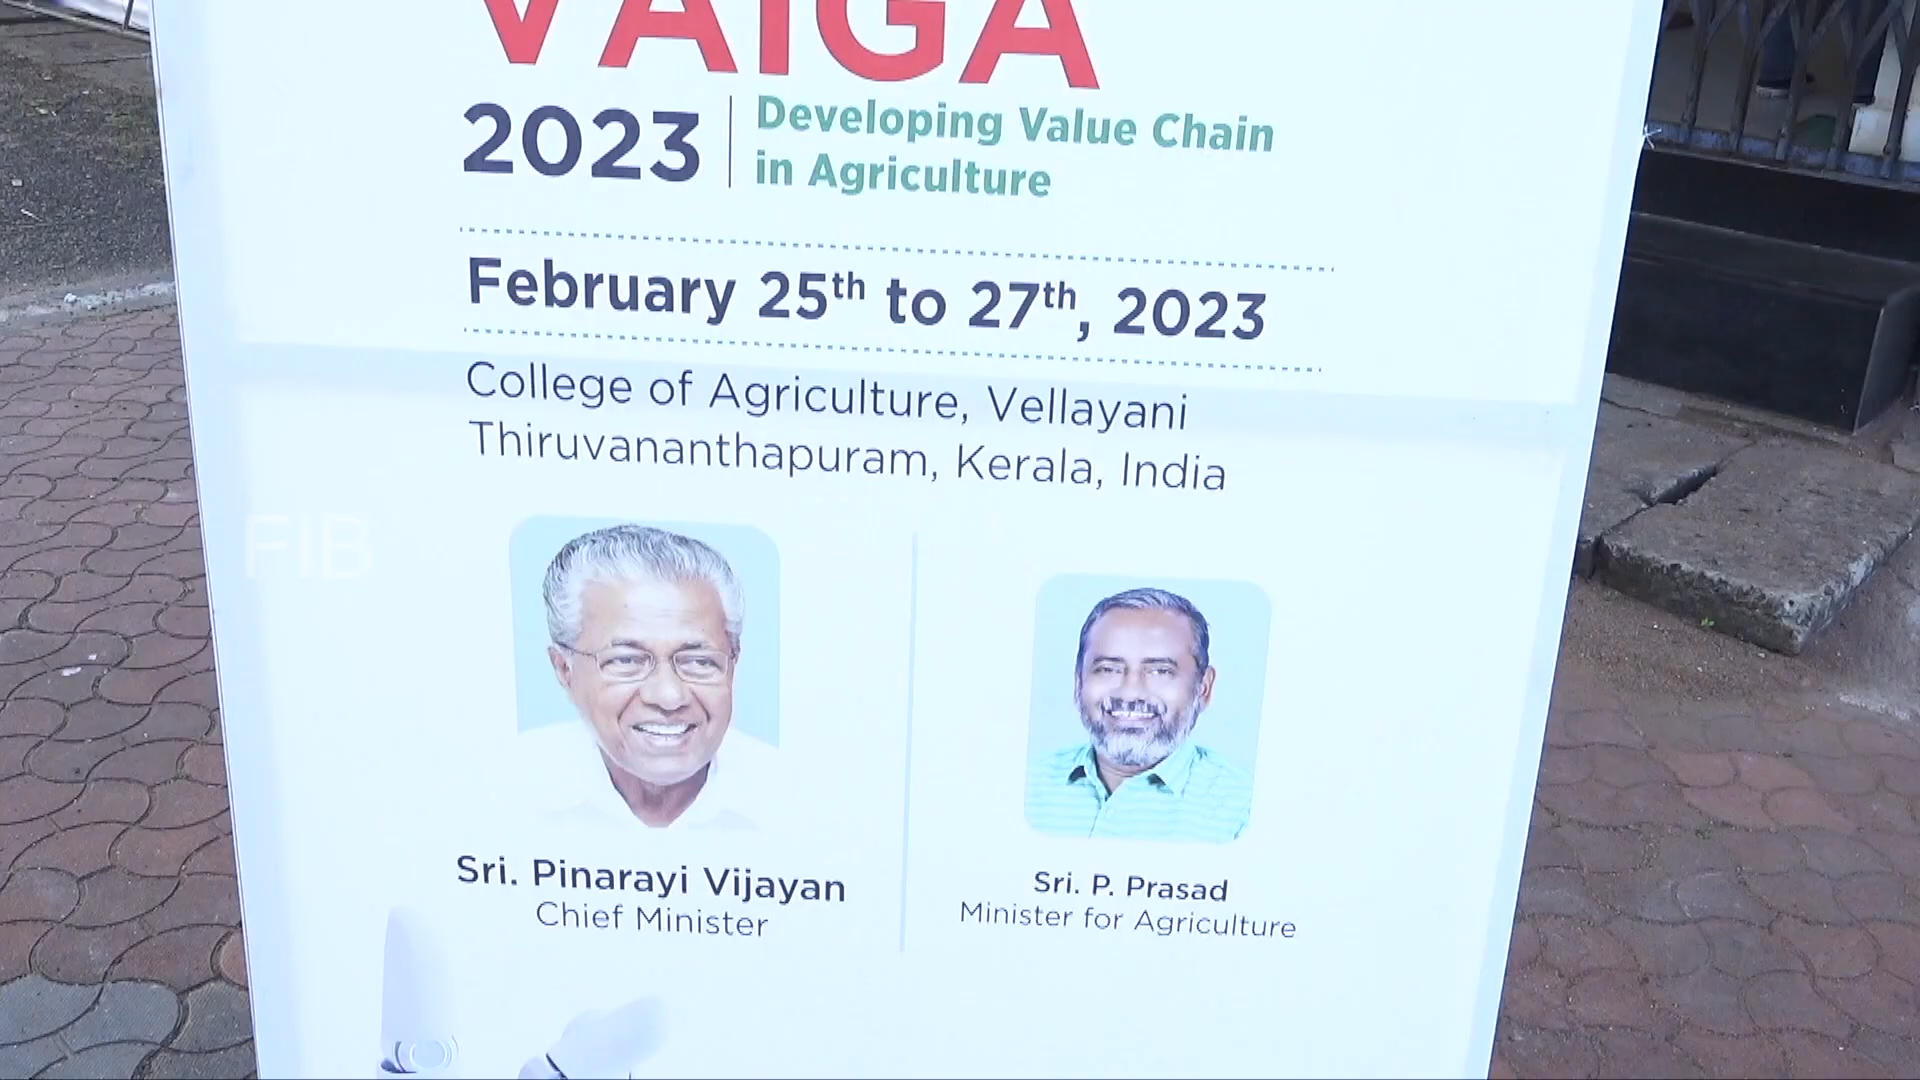 VAIGA
2023
Developing Value Chain
in Agriculture
February 25th to 27th, 2023
College of Agriculture, Vellayani
Thiruvananthapuram, Kerala, India
FIB
Sri. Pinarayi Vijayan
Chief Minister
Sri. P. Prasad
Minister for Agriculture